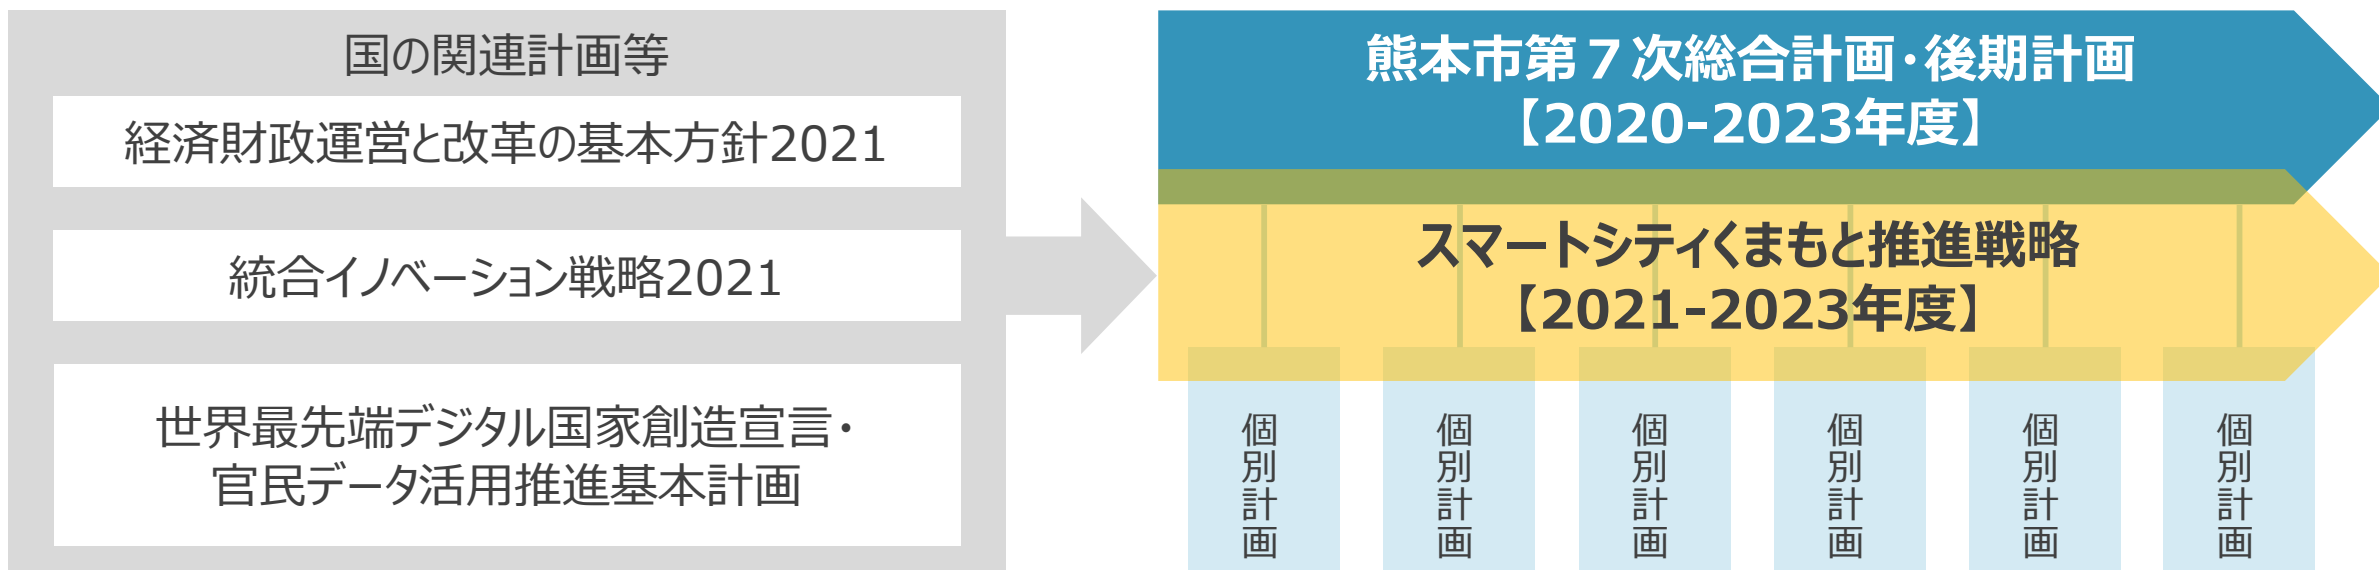 国の関連計画等
経済財政運営と改革の基本方針2021
統合イノベーション戦略2021
世界最先端デジタル国家創造宣言・
官民データ活用推進基本計画
熊本市第７次総合計画・後期計画
【2020-2023年度】
スマートシティくまもと推進戦略
【2021-2023年度】
個別計画
個別計画
個別計画
個別計画
個別計画
個別計画